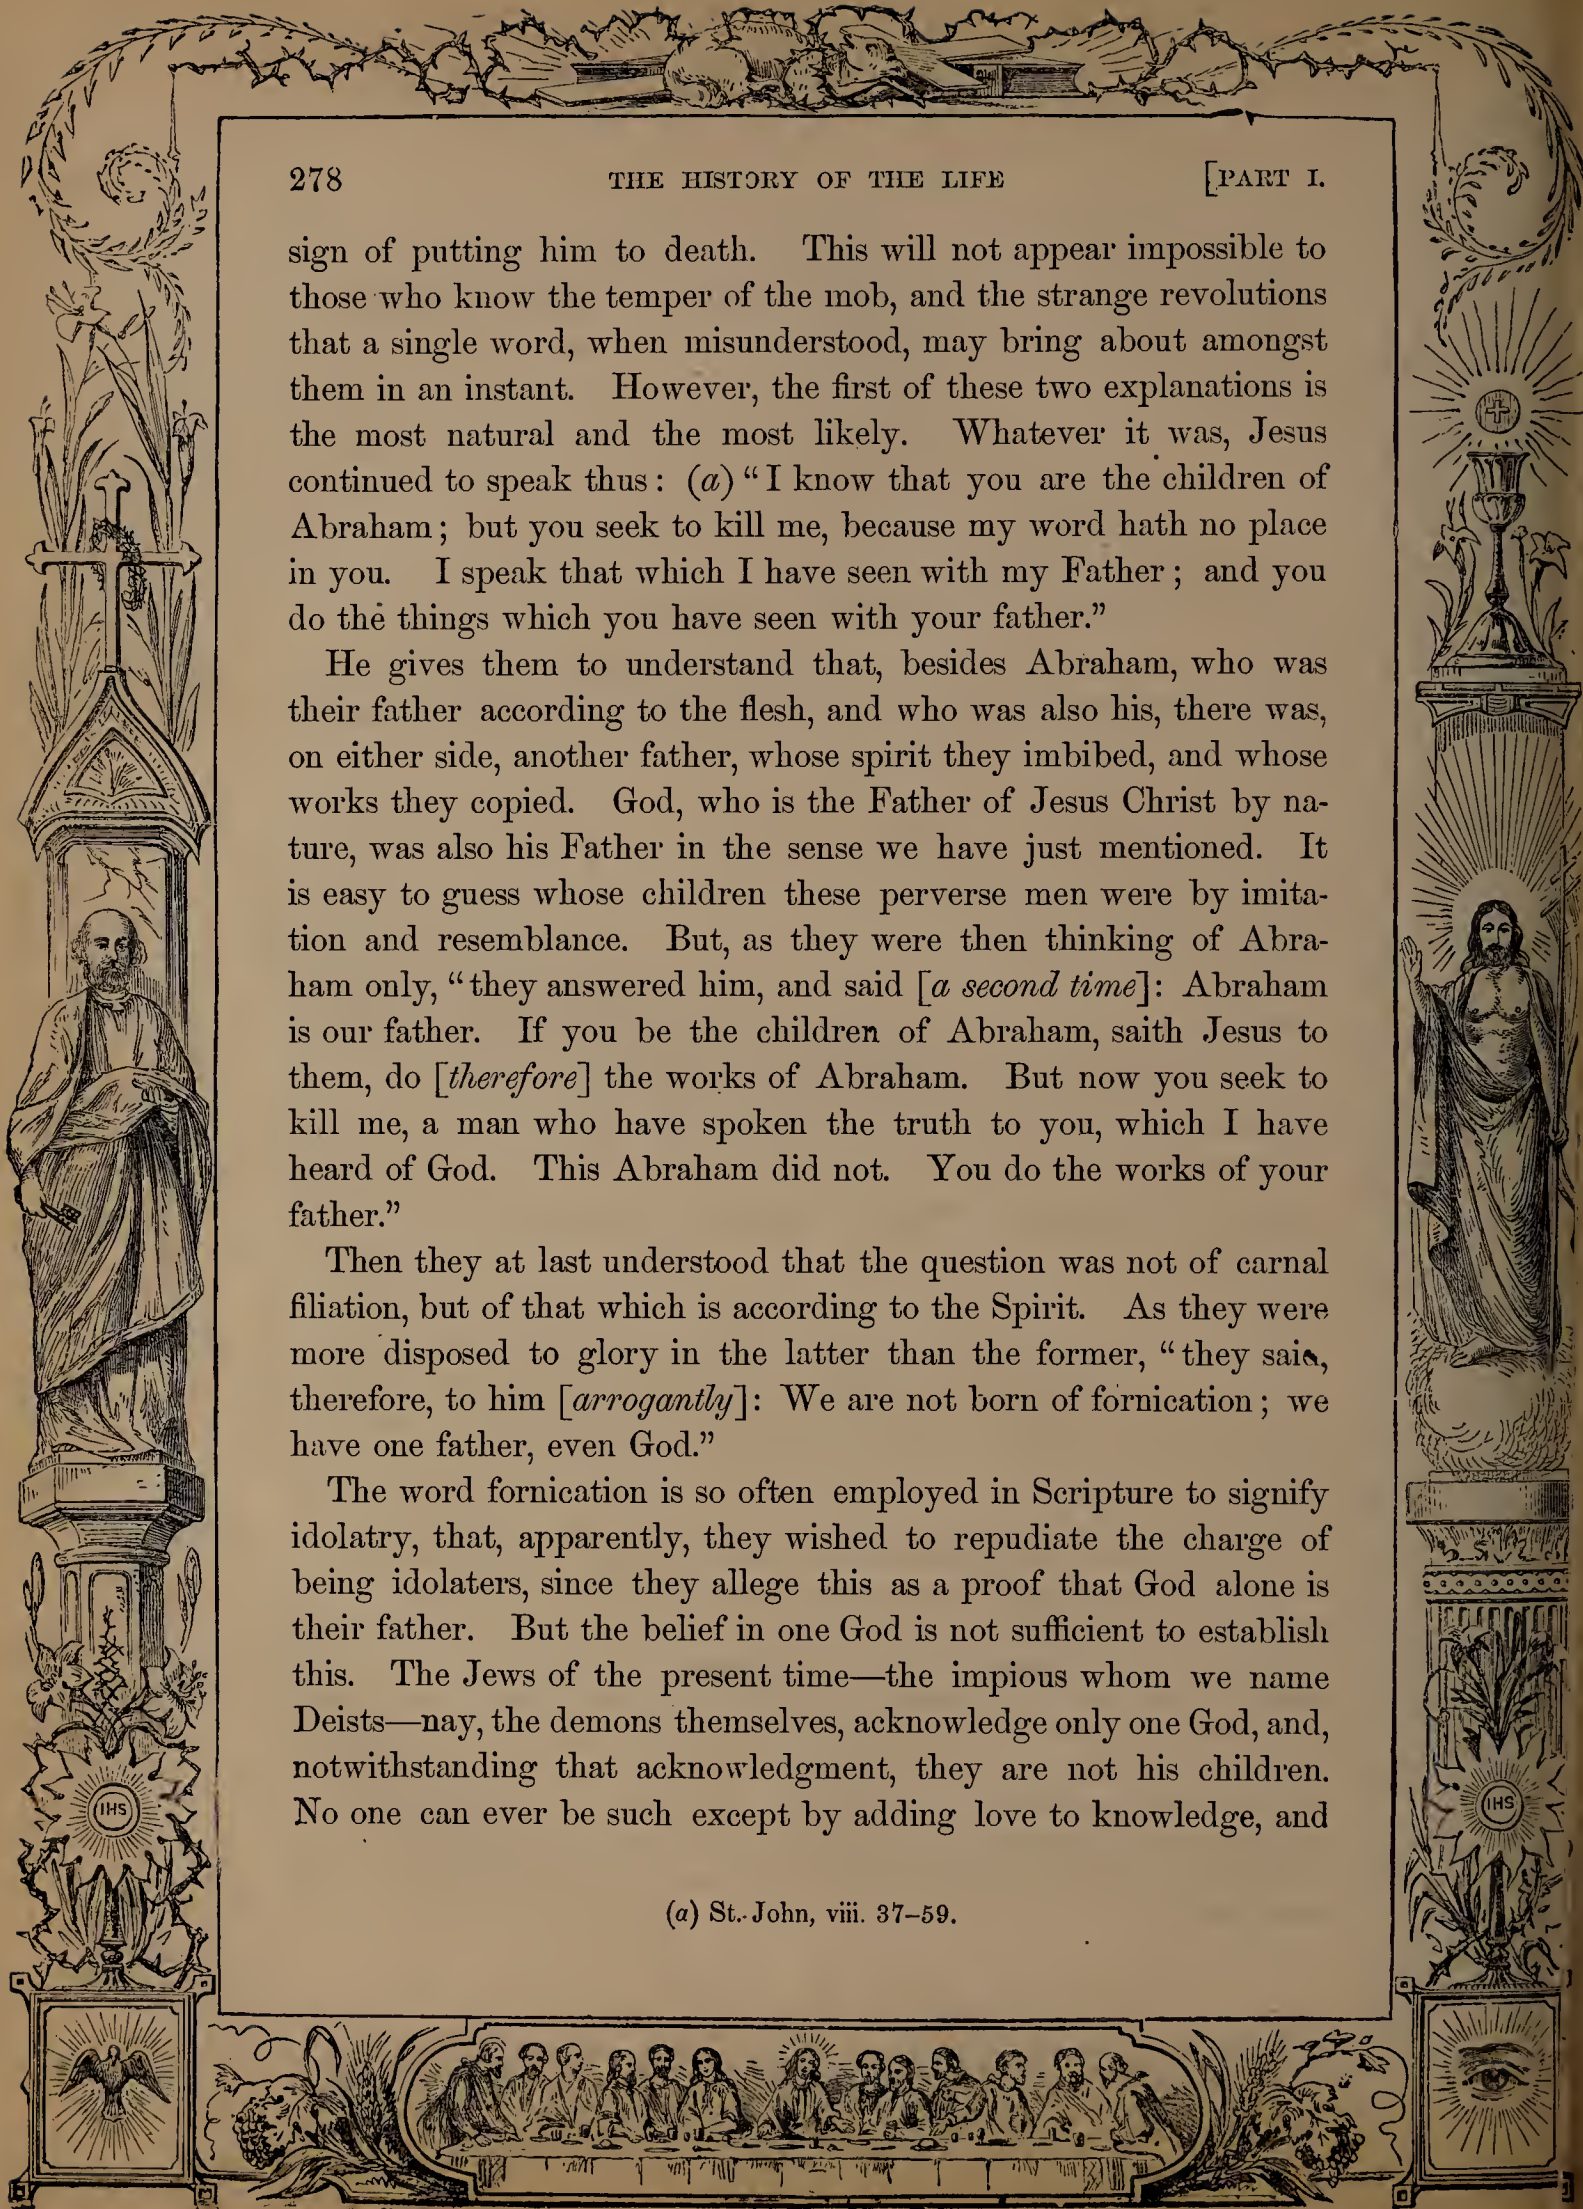 278 THE HISTORY OF THE LIFE [PART I.
sign of putting him to death. This will not appear impossible to
those who know the temper of the mob, and the strange revolutions
that a single word, when misunderstood, may bring about amongst
them in an instant. However, the first of these two explanations is
the most natural and the most likely. Whatever it was, Jesus
continued to speak thus: (a) “I know that you are the children of
Abraham; but you seek to kill me, because my word hath no place
in you. I speak that which I have seen with my Father; and you
do the things which you have seen with your father.”
He gives them to understand that, besides Abraham, who was
their father according to the flesh, and who was also his, there was,
on either side, another father, whose spirit they imbibed, and whose
works they copied. God, who is the Father of Jesus Christ by na-
ture, was also his Father in the sense we have just mentioned. It
is easy to guess whose children these perverse men were by imita-
tion and resemblance. But, as they were then thinking of Abra-
ham only, “they answered him, and said [a second time]: Abraham
is our father. If you be the children of Abraham, saith Jesus to
them, do [therefore] the works of Abraham. But now you seek to
kill me, a man who have spoken the truth to you, which I have
heard of God. This Abraham did not. You do the works of your
father.”
Then they at last understood that the question was not of carnal
filiation, but of that which is according to the Spirit. As they were
more disposed to glory in the latter than the former, “they said,
therefore, to him [arrogantly]: We are not born of fornication; we
have one father, even God.”
The word fornication is so often employed in Scripture to signify
idolatry, that, apparently, they wished to repudiate the charge of
being idolaters, since they allege this as a proof that God alone is
their father. But the belief in one God is not sufficient to establish
this. The Jews of the present time—the impious whom we name
Deists—nay, the demons themselves, acknowledge only one God, and,
notwithstanding that acknowledgment, they are not his children.
No one can ever be such except by adding love to knowledge, and
(a) St. John, viii. 37–59.
IHS
IHS